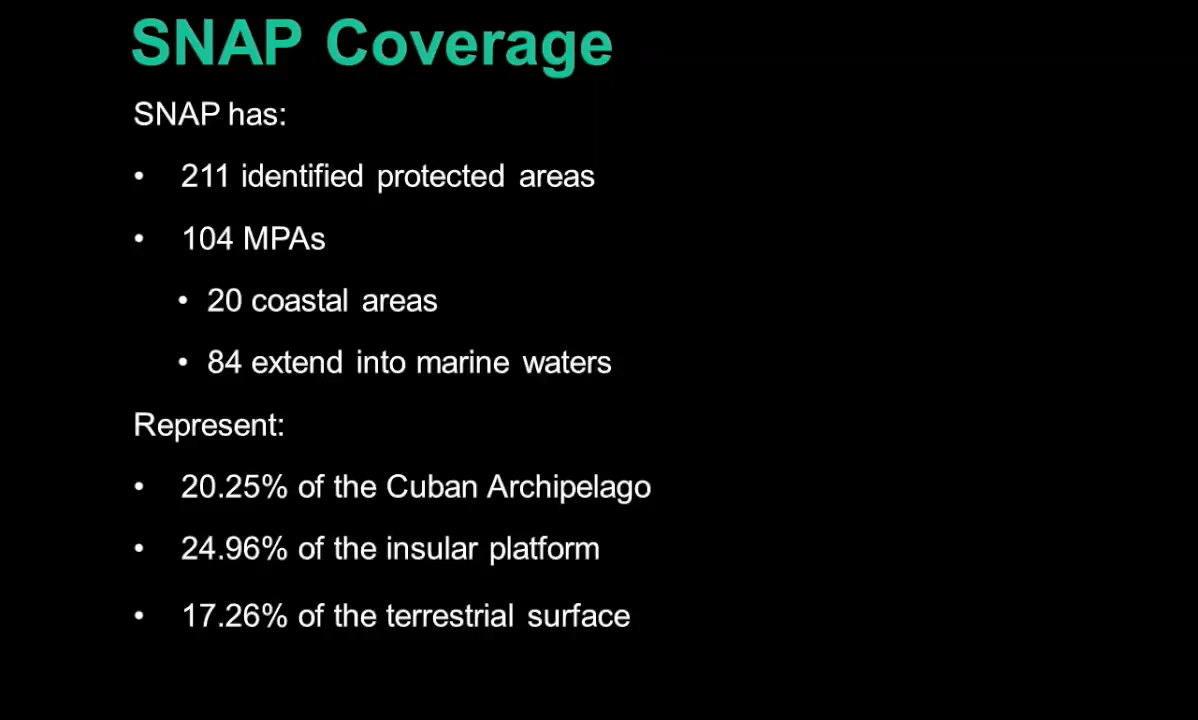 SNAP Coverage
SNAP has:
• 211 identified protected areas
• 104 MPAs
• 20 coastal areas
• 84 extend into marine waters
Represent:
• 20.25% of the Cuban Archipelago
• 24.96% of the insular platform
• 17.26% of the terrestrial surface